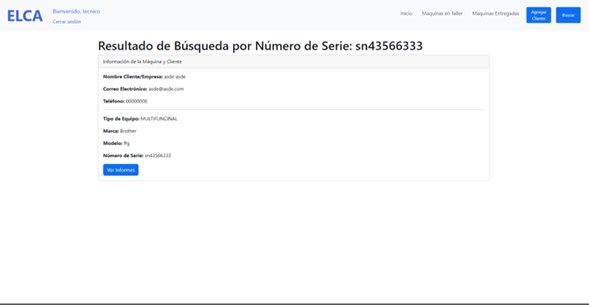 ELCA
Bienvenido, tecnico
Cerrar sesión
Inicio
Maquinas en Taller
Maquinas Entregadas
Agregar
Cliente
Buscar
Resultado de Búsqueda por Número de Serie: sn43566333
Información de la Máquina y Cliente
Nombre Cliente/Empresa: asde asde
Correo Electrónico: asde@asde.com
Teléfono: 00000008
Tipo de Equipo: MULTIFUNCINAL
Marca: Brother
Modelo: ffg
Número de Serie: sn43566333
Ver Informes